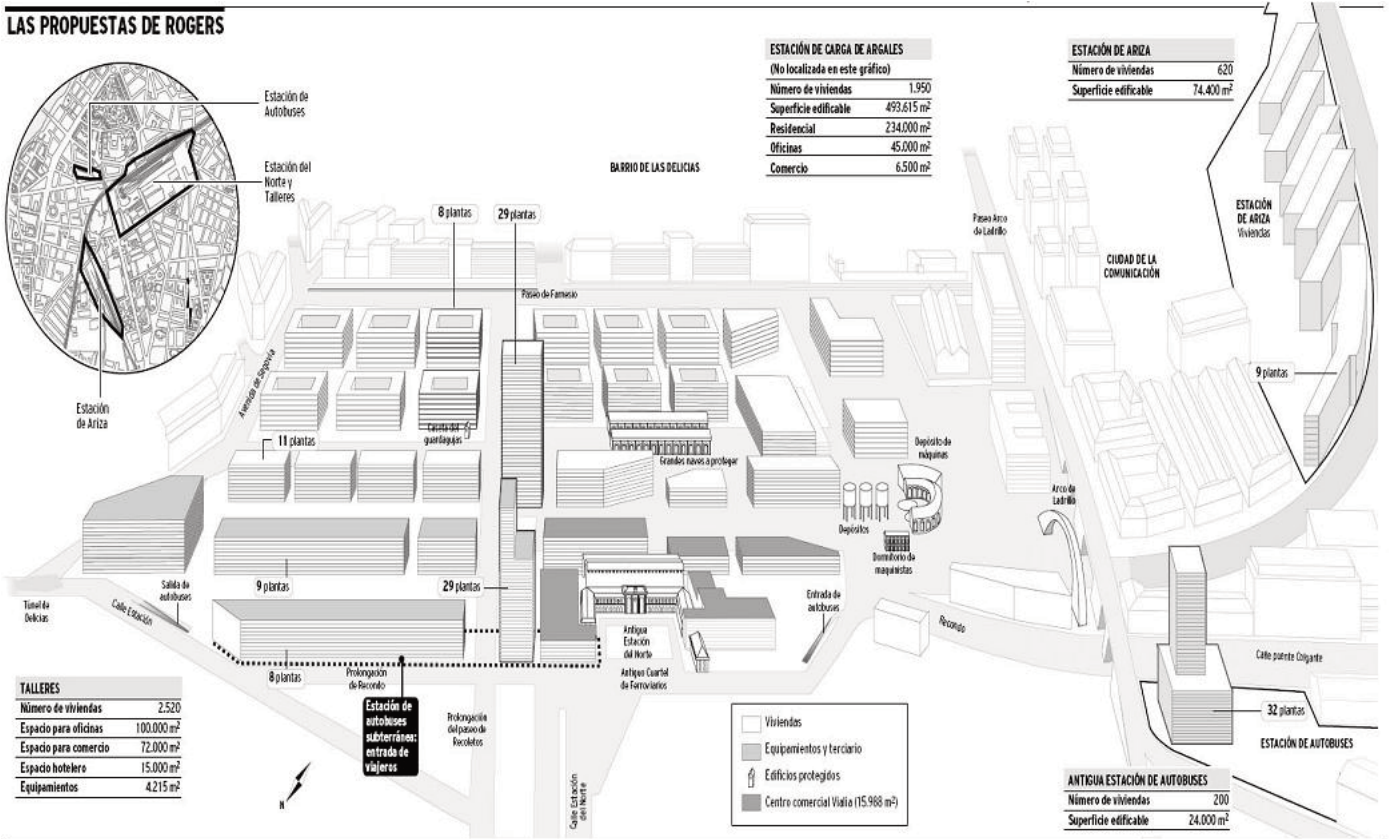 LAS PROPUESTAS DE ROGERS
Estación de
Autobuses
Estación del
Norte y
Talleres
Estación
de Ariza
ESTACIÓN DE CARGA DE ARGALES
(No localizada en este gráfico)
Número de viviendas 1.950
Superficie edificable 493.615 m²
Residencial 234.000 m²
Oficinas 45.000 m²
Comercio 6.500 m²
ESTACIÓN DE ARIZA
Número de viviendas 620
Superficie edificable 74.400 m²
BARRIO DE LAS DELICIAS
8 plantas
29 plantas
Paseo Arco
de Ladrillo
ESTACIÓN
DE ARIZA
Viviendas
CIUDAD DE LA
COMUNICACIÓN
Paseo de Farnesio
Avenida de Segovia
9 plantas
Caseta del
guardagujas
11 plantas
Grandes naves a proteger
Depósito de
máquinas
Arco de
Ladrillo
Depósitos
Dormitorio de
maquinistas
9 plantas
29 plantas
Salida de
autobuses
Entrada de
autobuses
Túnel de
Delicias
Calle Estación
Antigua
Estación
del Norte
Recondo
Calle puente Colgante
8 plantas
Prolongación
de Recondo
Antiguo Cuartel
de Ferroviarios
Estación de
autobuses
subterránea:
entrada de
viajeros
Prolongación
del paseo de
Recoletos
Calle Estación
del Norte
32 plantas
ESTACIÓN DE AUTOBUSES
TALLERES
Número de viviendas 2.520
Espacio para oficinas 100.000 m²
Espacio para comercio 72.000 m²
Espacio hotelero 15.000 m²
Equipamientos 4.215 m²
N
Viviendas
Equipamientos y terciario
Edificios protegidos
Centro comercial Vialia (15.988 m²)
ANTIGUA ESTACIÓN DE AUTOBUSES
Número de viviendas 200
Superficie edificable 24.000 m²